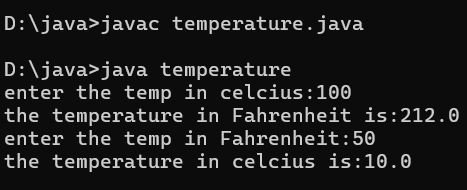 D:\java>javac temperature.java
D:\java>java temperature
enter the temp in celcius:100
the temperature in Fahrenheit is:212.0
enter the temp in Fahrenheit:50
the temperature in celcius is:10.0